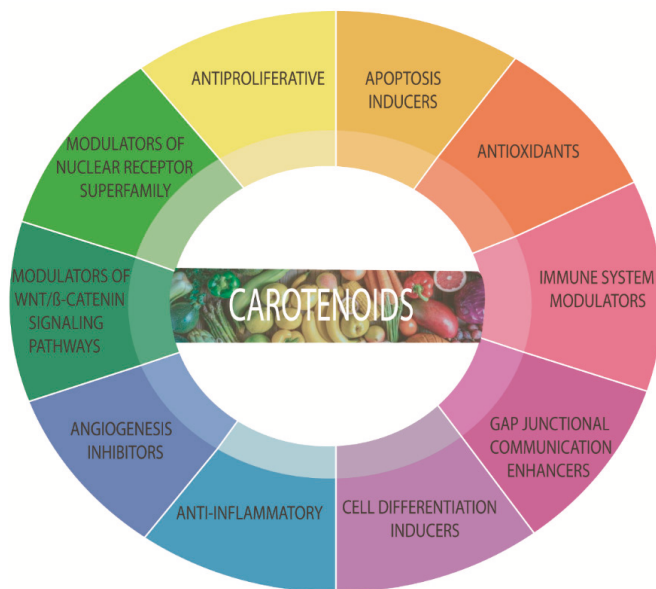 ANTIPROLIFERATIVE
APOPTOSIS
INDUCERS
ANTIOXIDANTS
IMMUNE SYSTEM
MODULATORS
GAP JUNCTIONAL
COMMUNICATION
ENHANCERS
CELL DIFFERENTIATION
INDUCERS
ANTI-INFLAMMATORY
ANGIOGENESIS
INHIBITORS
MODULATORS OF
WNT/ß-CATENIN
SIGNALING
PATHWAYS
MODULATORS OF
NUCLEAR RECEPTOR
SUPERFAMILY
CAROTENOIDS